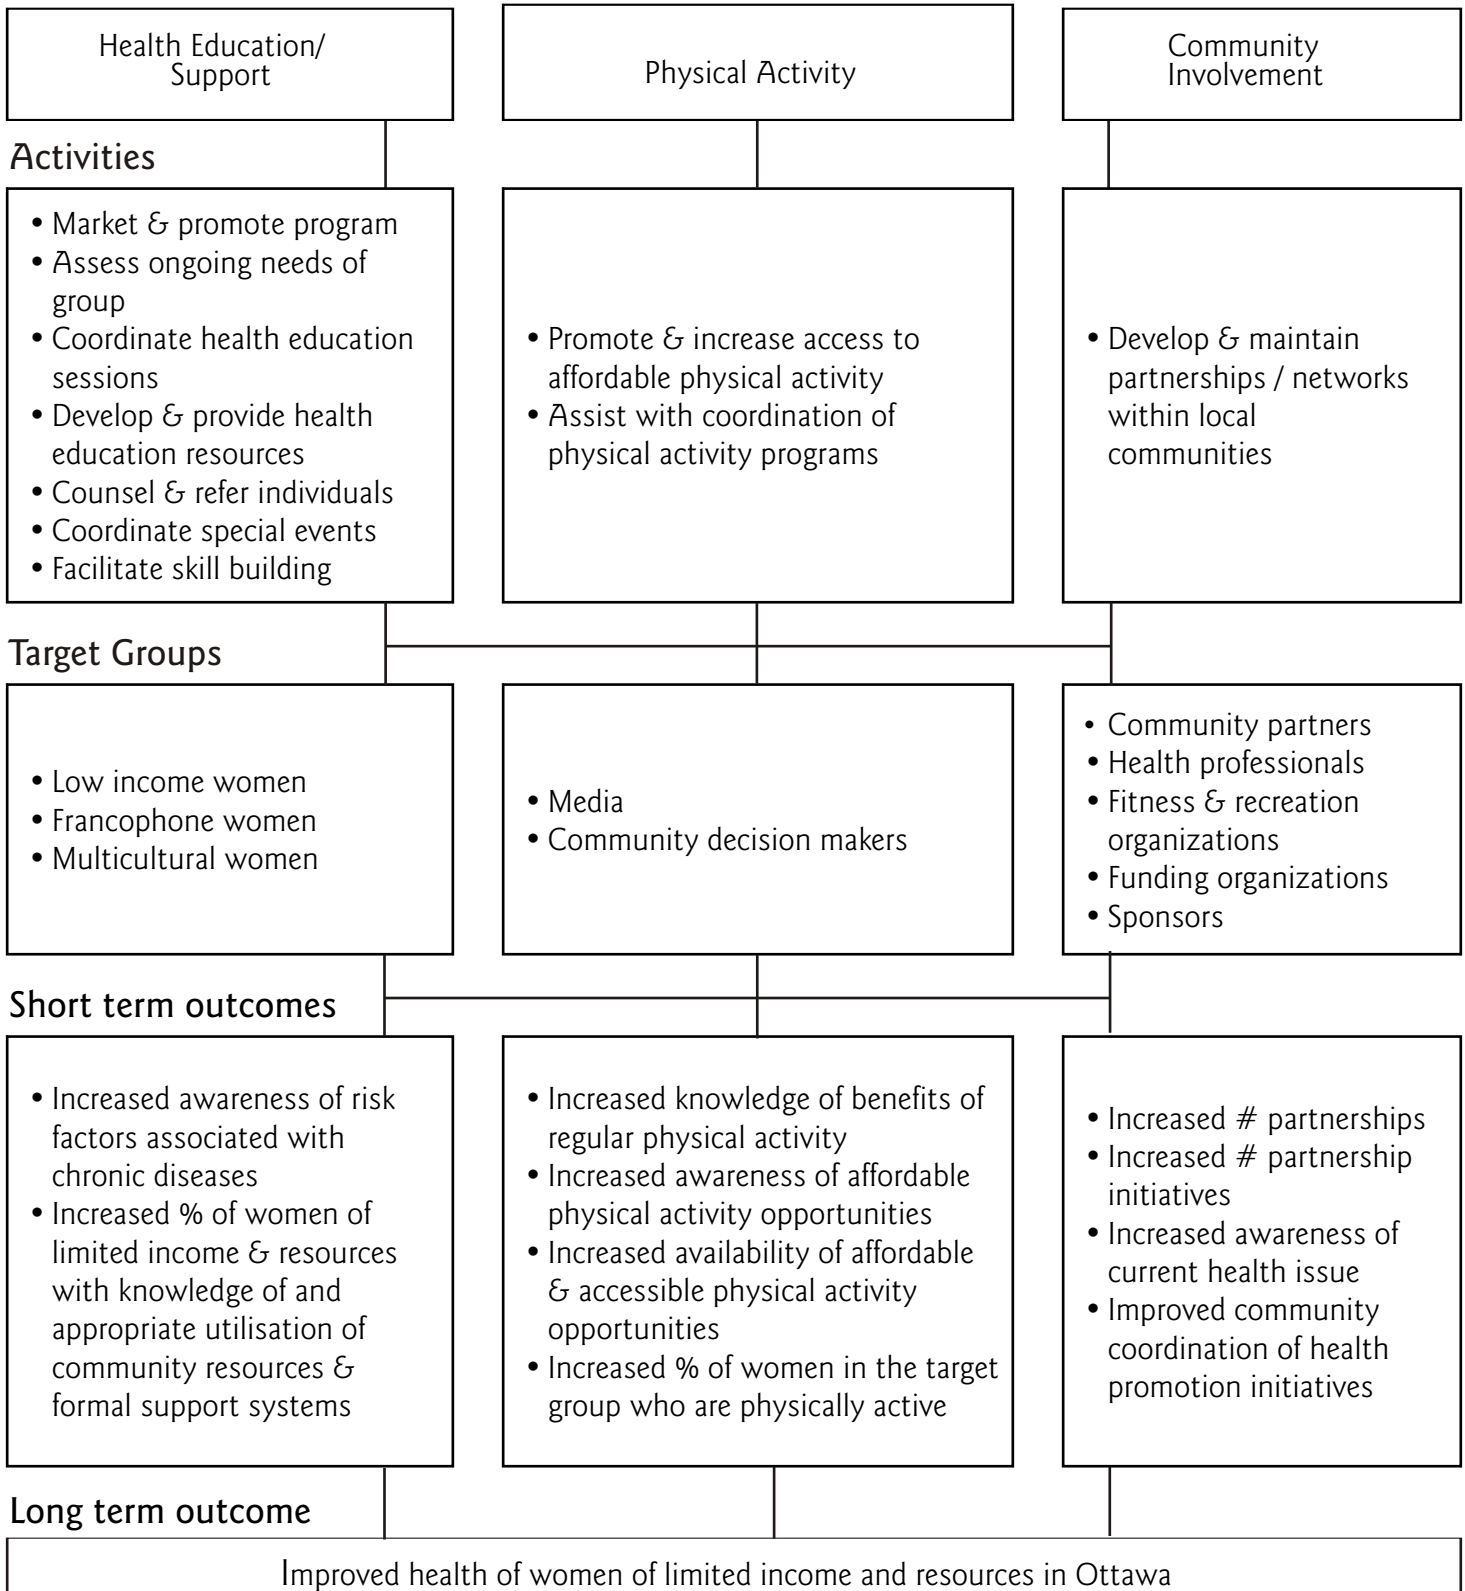 Health Education/
Support
Physical Activity
Community
Involvement
Activities
• Market & promote program
• Assess ongoing needs of
group
• Coordinate health education
sessions
• Develop & provide health
education resources
• Counsel & refer individuals
• Coordinate special events
• Facilitate skill building
• Promote & increase access to
affordable physical activity
• Assist with coordination of
physical activity programs
• Develop & maintain
partnerships / networks
within local
communities
Target Groups
• Low income women
• Francophone women
• Multicultural women
• Media
• Community decision makers
• Community partners
• Health professionals
• Fitness & recreation
organizations
• Funding organizations
• Sponsors
Short term outcomes
• Increased awareness of risk
factors associated with
chronic diseases
• Increased % of women of
limited income & resources
with knowledge of and
appropriate utilisation of
community resources &
formal support systems
• Increased knowledge of benefits of
regular physical activity
• Increased awareness of affordable
physical activity opportunities
• Increased availability of affordable
& accessible physical activity
opportunities
• Increased % of women in the target
group who are physically active
• Increased # partnerships
• Increased # partnership
initiatives
• Increased awareness of
current health issue
• Improved community
coordination of health
promotion initiatives
Long term outcome
Improved health of women of limited income and resources in Ottawa